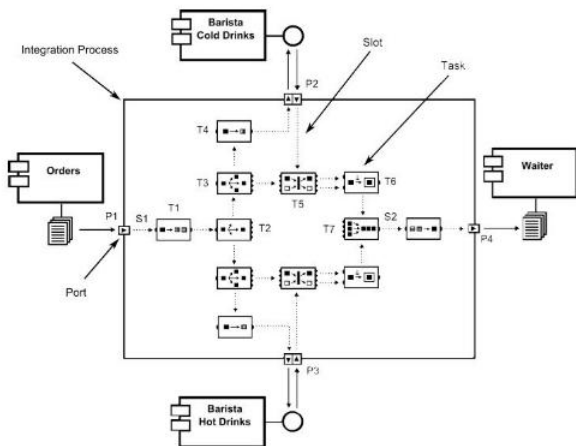 Barista
Cold Drinks
Integration Process
Slot
Task
P2
T4
Orders
Waiter
T3
T5
T6
P1
S1
T1
T2
T7
S2
P4
Port
P3
Barista
Hot Drinks